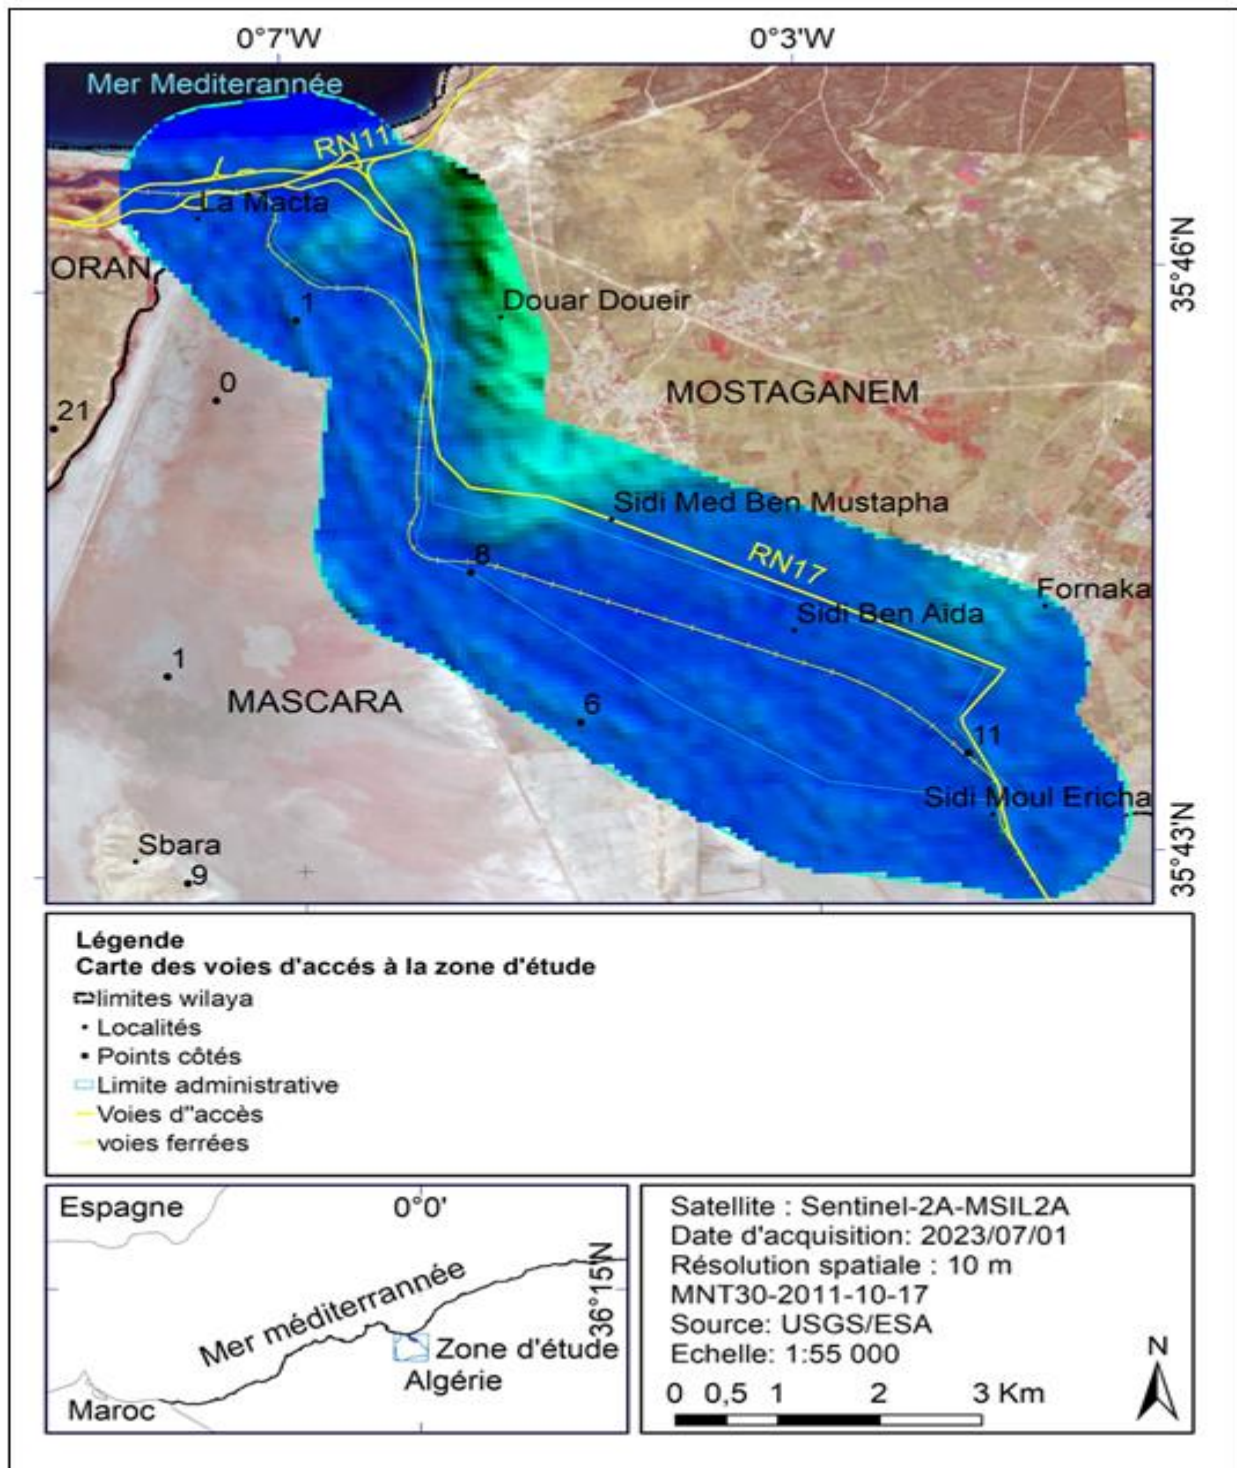 0°7'W
0°3'W
Mer Mediterannée
RN11
La Macta
35°46'N
ORAN
Douar Doueir
1
0
MOSTAGANEM
21
Sidi Med Ben Mustapha
8
RN17
Fornaka
Sidi Ben Aïda
1
MASCARA
6
11
Sidi Moul Ericha
35°43'N
Sbara
9
Légende
Carte des voies d'accés à la zone d'étude
limites wilaya
Localités
Points côtés
Limite administrative
Voies d"accès
voies ferrées
Espagne
0°0'
36°15'N
Mer méditerrannée
Zone d'étude
Algérie
Maroc
Satellite : Sentinel-2A-MSIL2A
Date d'acquisition: 2023/07/01
Résolution spatiale : 10 m
MNT30-2011-10-17
Source: USGS/ESA
Echelle: 1:55 000
N
0 0,5 1 2 3 Km